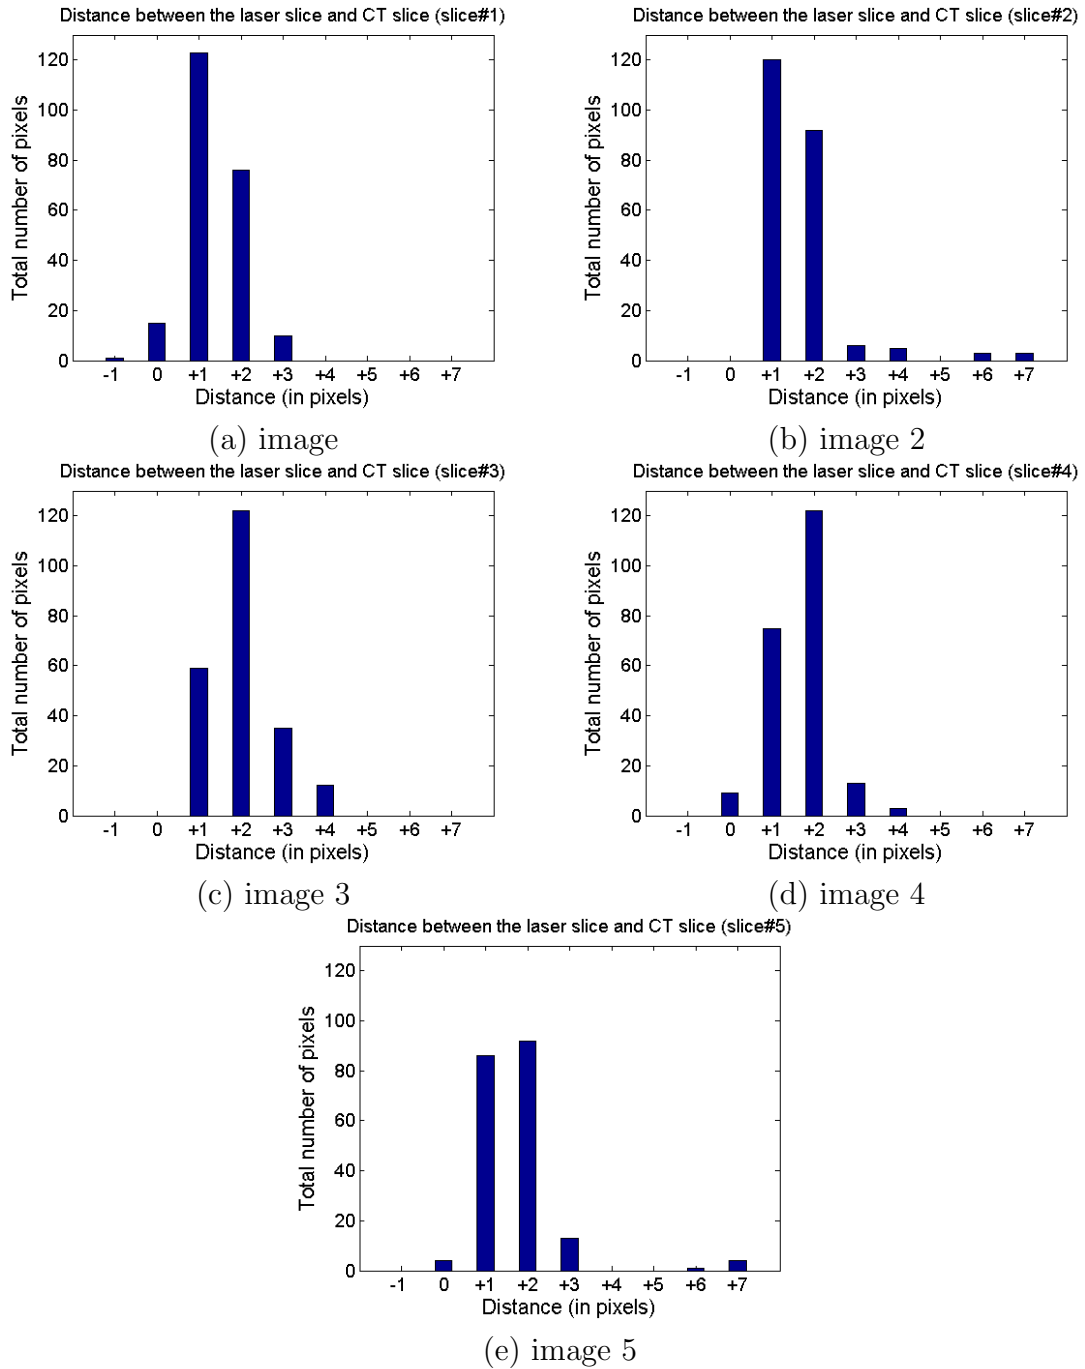 Distance between the laser slice and CT slice (slice#1)
120
100
80
60
40
20
0
Total number of pixels
-1 0 +1 +2 +3 +4 +5 +6 +7
Distance (in pixels)
(a) image
Distance between the laser slice and CT slice (slice#2)
120
100
80
60
40
20
0
Total number of pixels
-1 0 +1 +2 +3 +4 +5 +6 +7
Distance (in pixels)
(b) image 2
Distance between the laser slice and CT slice (slice#3)
120
100
80
60
40
20
0
Total number of pixels
-1 0 +1 +2 +3 +4 +5 +6 +7
Distance (in pixels)
(c) image 3
Distance between the laser slice and CT slice (slice#4)
120
100
80
60
40
20
0
Total number of pixels
-1 0 +1 +2 +3 +4 +5 +6 +7
Distance (in pixels)
(d) image 4
Distance between the laser slice and CT slice (slice#5)
120
100
80
60
40
20
0
Total number of pixels
-1 0 +1 +2 +3 +4 +5 +6 +7
Distance (in pixels)
(e) image 5